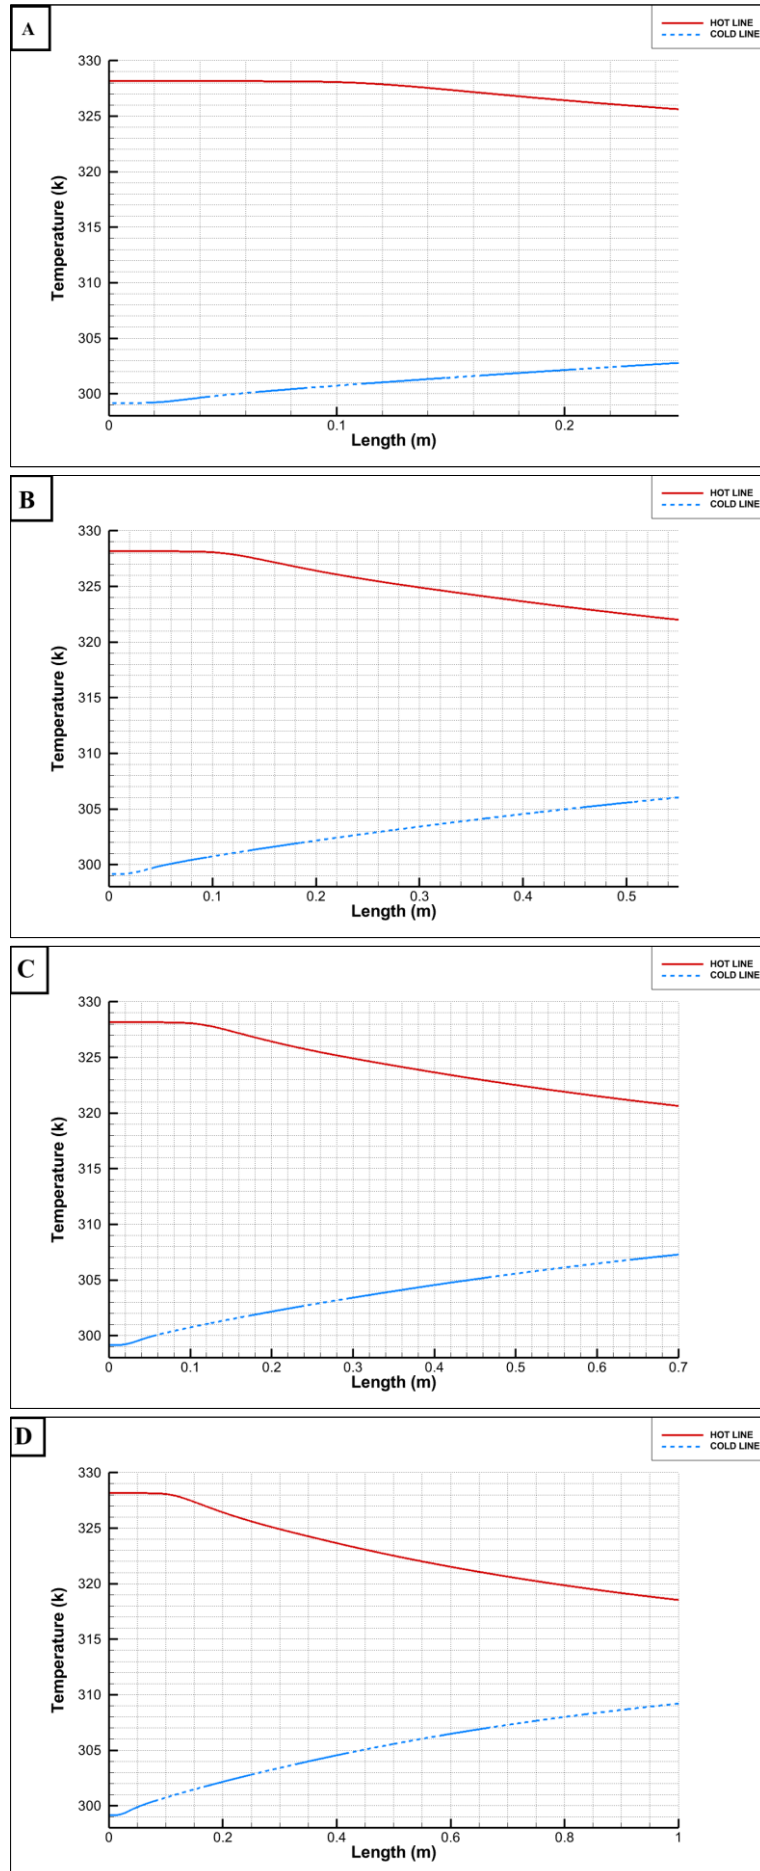 A
HOT LINE
COLD LINE
330
325
320
315
310
305
300
Temperature (k)
0
0.1
0.2
Length (m)
B
HOT LINE
COLD LINE
330
325
320
315
310
305
300
Temperature (k)
0
0.1
0.2
0.3
0.4
0.5
Length (m)
C
HOT LINE
COLD LINE
330
325
320
315
310
305
300
Temperature (k)
0
0.1
0.2
0.3
0.4
0.5
0.6
0.7
Length (m)
D
HOT LINE
COLD LINE
330
325
320
315
310
305
300
Temperature (k)
0
0.2
0.4
0.6
0.8
1
Length (m)